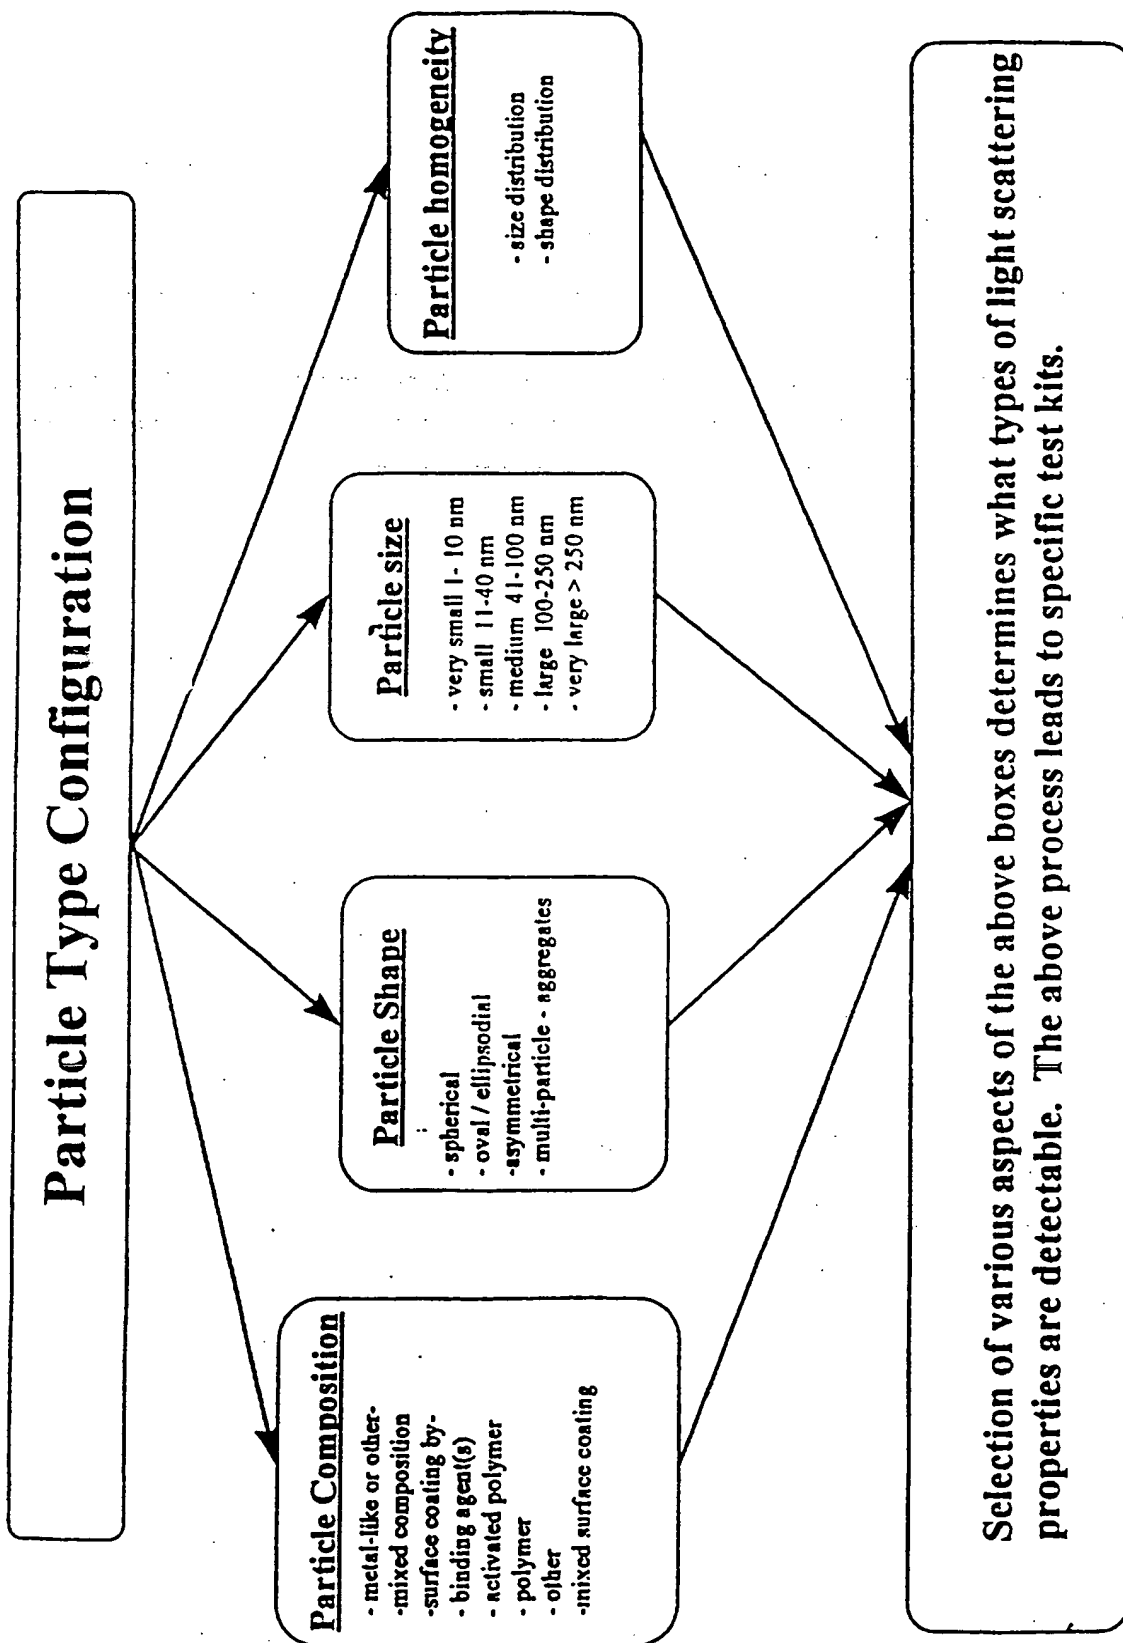 Particle Type Configuration
Particle Composition
- metal-like or other-
-mixed composition
-surface coating by-
- binding agent(s)
- activated polymer
- polymer
- other
-mixed surface coating
Particle Shape
- spherical
- oval / ellipsodial
-asymmetrical
- multi-particle - aggregates
Particle size
- very small 1- 10 nm
- small 11-40 nm
- medium 41-100 nm
- large 100-250 nm
- very large > 250 nm
Particle homogeneity
- size distribution
- shape distribution
Selection of various aspects of the above boxes determines what types of light scattering
properties are detectable. The above process leads to specific test kits.